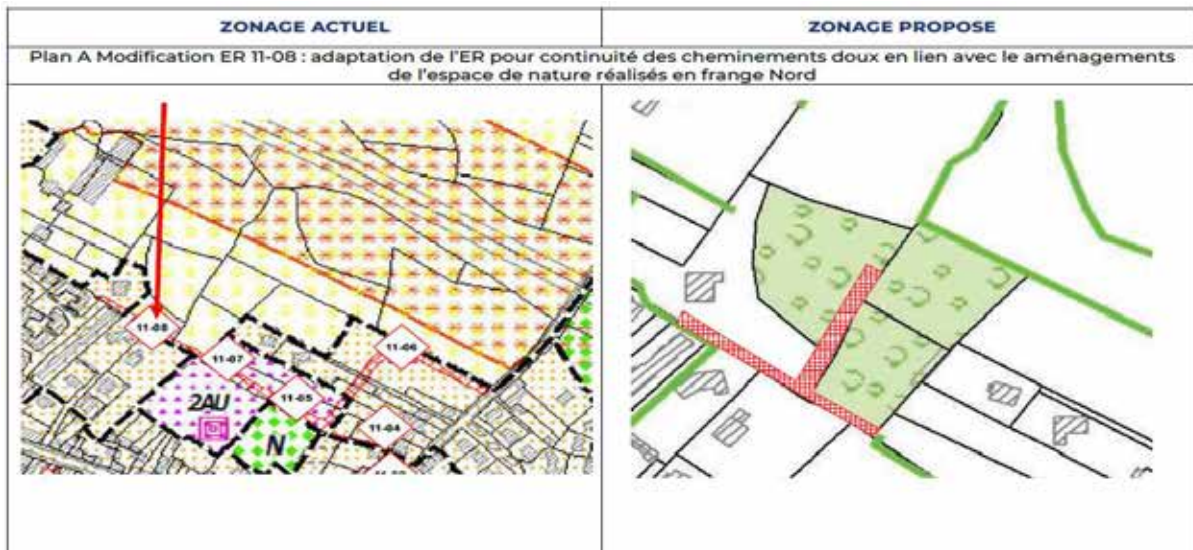 ZONAGE ACTUEL
ZONAGE PROPOSE
Plan A Modification ER 11-08 : adaptation de l'ER pour continuité des cheminements doux en lien avec le aménagements
de l'espace de nature réalisés en frange Nord
11-08
11-07
11-06
11-05
2AU
11-04
N